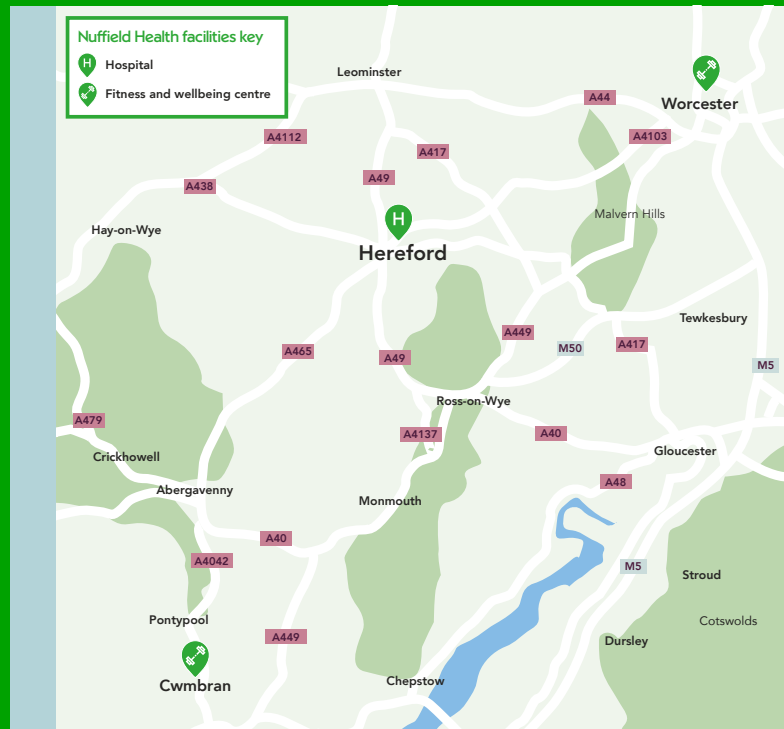 Nuffield Health facilities key
H Hospital
Fitness and wellbeing centre
Leominster
Worcester
A44
A4112
A4103
A417
A49
A438
Malvern Hills
H
Hay-on-Wye
Hereford
Tewkesbury
A449
A465
M50
A417
A49
M5
Ross-on-Wye
A479
A4137
A40
Crickhowell
Gloucester
Abergavenny
A48
Monmouth
A40
A4042
M5
Stroud
Pontypool
Cotswolds
A449
Dursley
Chepstow
Cwmbran